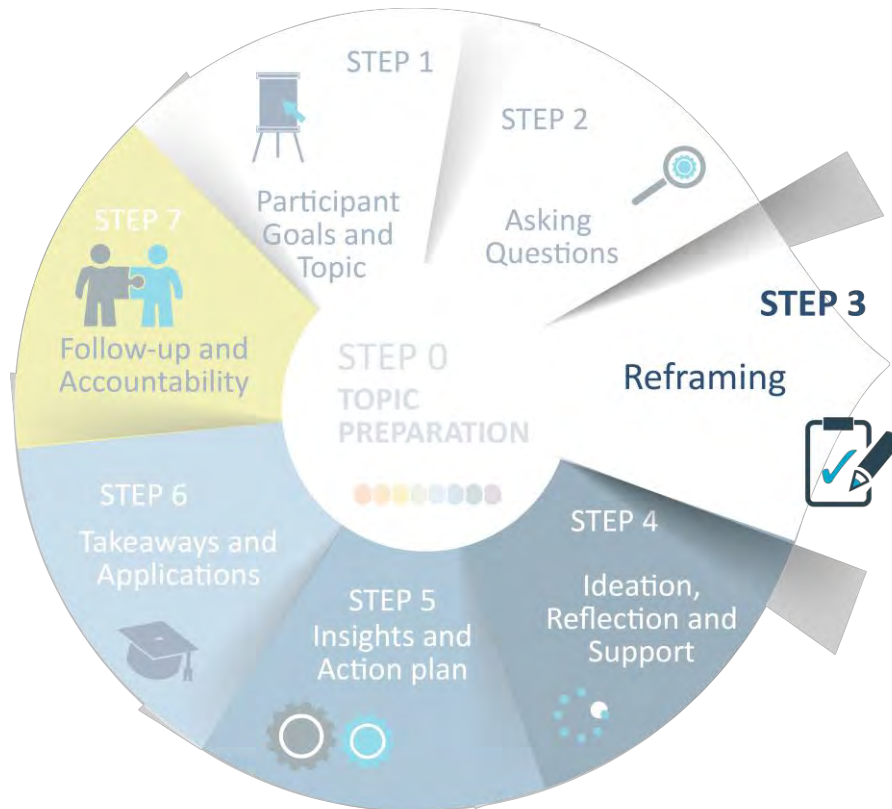 STEP 1
Participant
Goals and
Topic
STEP 2
Asking
Questions
STEP 3
Reframing
STEP 4
Ideation,
Reflection and
Support
STEP 5
Insights and
Action plan
STEP 6
Takeaways and
Applications
STEP 7
Follow-up and
Accountability
STEP 0
TOPIC
PREPARATION